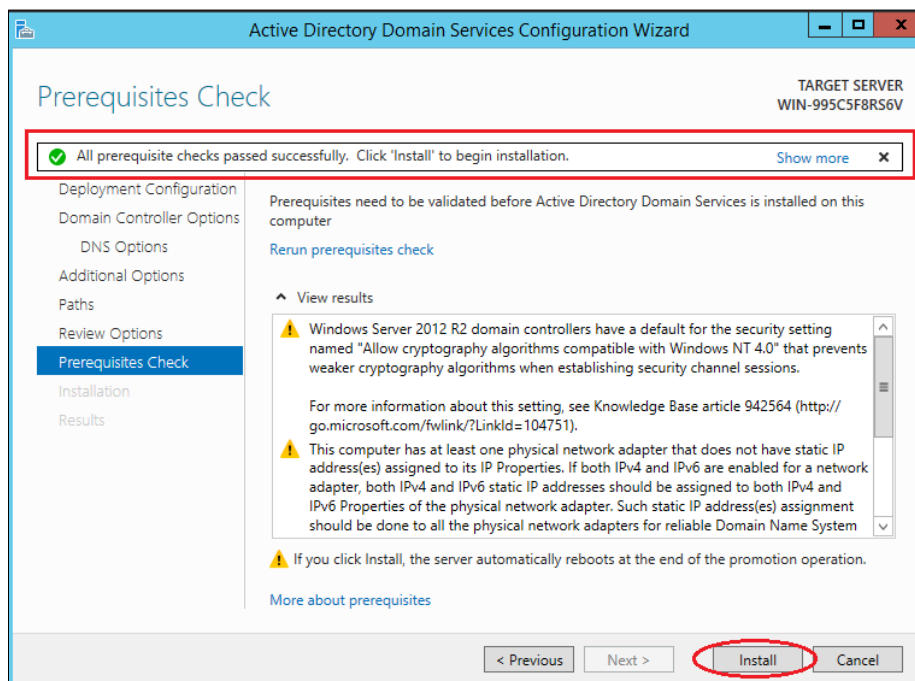 Active Directory Domain Services Configuration Wizard
Prerequisites Check
TARGET SERVER
WIN-995C5F8RS6V
All prerequisite checks passed successfully. Click 'Install' to begin installation.
Show more
Deployment Configuration
Domain Controller Options
DNS Options
Additional Options
Paths
Review Options
Prerequisites Check
Installation
Results
Prerequisites need to be validated before Active Directory Domain Services is installed on this
computer
Rerun prerequisites check
View results
Windows Server 2012 R2 domain controllers have a default for the security setting
named "Allow cryptography algorithms compatible with Windows NT 4.0" that prevents
weaker cryptography algorithms when establishing security channel sessions.
For more information about this setting, see Knowledge Base article 942564 (http://
go.microsoft.com/fwlink/?LinkId=104751).
This computer has at least one physical network adapter that does not have static IP
address(es) assigned to its IP Properties. If both IPv4 and IPv6 are enabled for a network
adapter, both IPv4 and IPv6 static IP addresses should be assigned to both IPv4 and
IPv6 Properties of the physical network adapter. Such static IP address(es) assignment
should be done to all the physical network adapters for reliable Domain Name System
If you click Install, the server automatically reboots at the end of the promotion operation.
More about prerequisites
< Previous
Next >
Install
Cancel